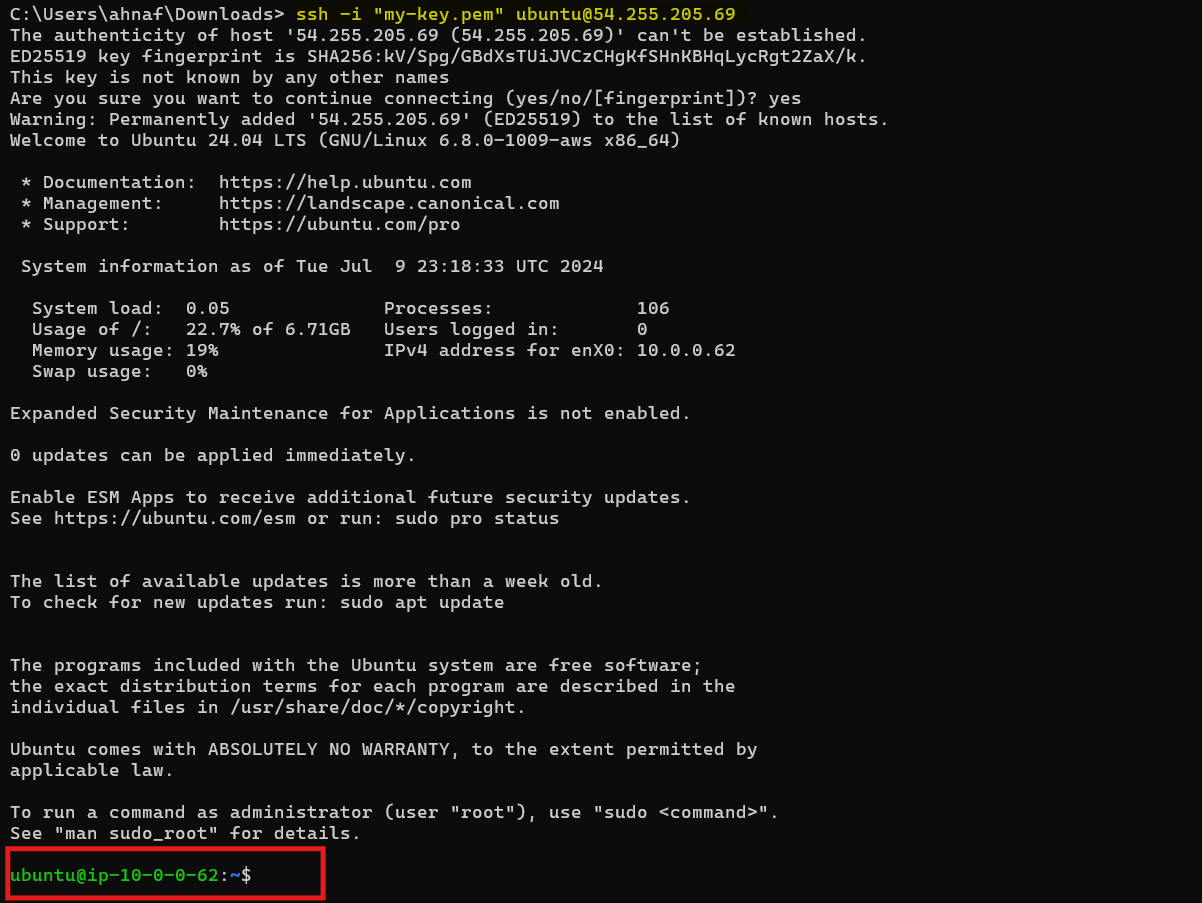 C:\Users\ahnaf\Downloads> ssh -i "my-key.pem" ubuntu@54.255.205.69
The authenticity of host '54.255.205.69 (54.255.205.69)' can't be established.
ED25519 key fingerprint is SHA256:kV/Spg/GBdXsTUiJVCzCHgKfSHnKBHqLycRgt2ZaX/k.
This key is not known by any other names
Are you sure you want to continue connecting (yes/no/[fingerprint])? yes
Warning: Permanently added '54.255.205.69' (ED25519) to the list of known hosts.
Welcome to Ubuntu 24.04 LTS (GNU/Linux 6.8.0-1009-aws x86_64)

 * Documentation:  https://help.ubuntu.com
 * Management:     https://landscape.canonical.com
 * Support:        https://ubuntu.com/pro

 System information as of Tue Jul  9 23:18:33 UTC 2024

  System load:  0.05              Processes:             106
  Usage of /:   22.7% of 6.71GB   Users logged in:       0
  Memory usage: 19%               IPv4 address for enX0: 10.0.0.62
  Swap usage:   0%

Expanded Security Maintenance for Applications is not enabled.

0 updates can be applied immediately.

Enable ESM Apps to receive additional future security updates.
See https://ubuntu.com/esm or run: sudo pro status


The list of available updates is more than a week old.
To check for new updates run: sudo apt update


The programs included with the Ubuntu system are free software;
the exact distribution terms for each program are described in the
individual files in /usr/share/doc/*/copyright.

Ubuntu comes with ABSOLUTELY NO WARRANTY, to the extent permitted by
applicable law.

To run a command as administrator (user "root"), use "sudo <command>".
See "man sudo_root" for details.

ubuntu@ip-10-0-0-62:~$